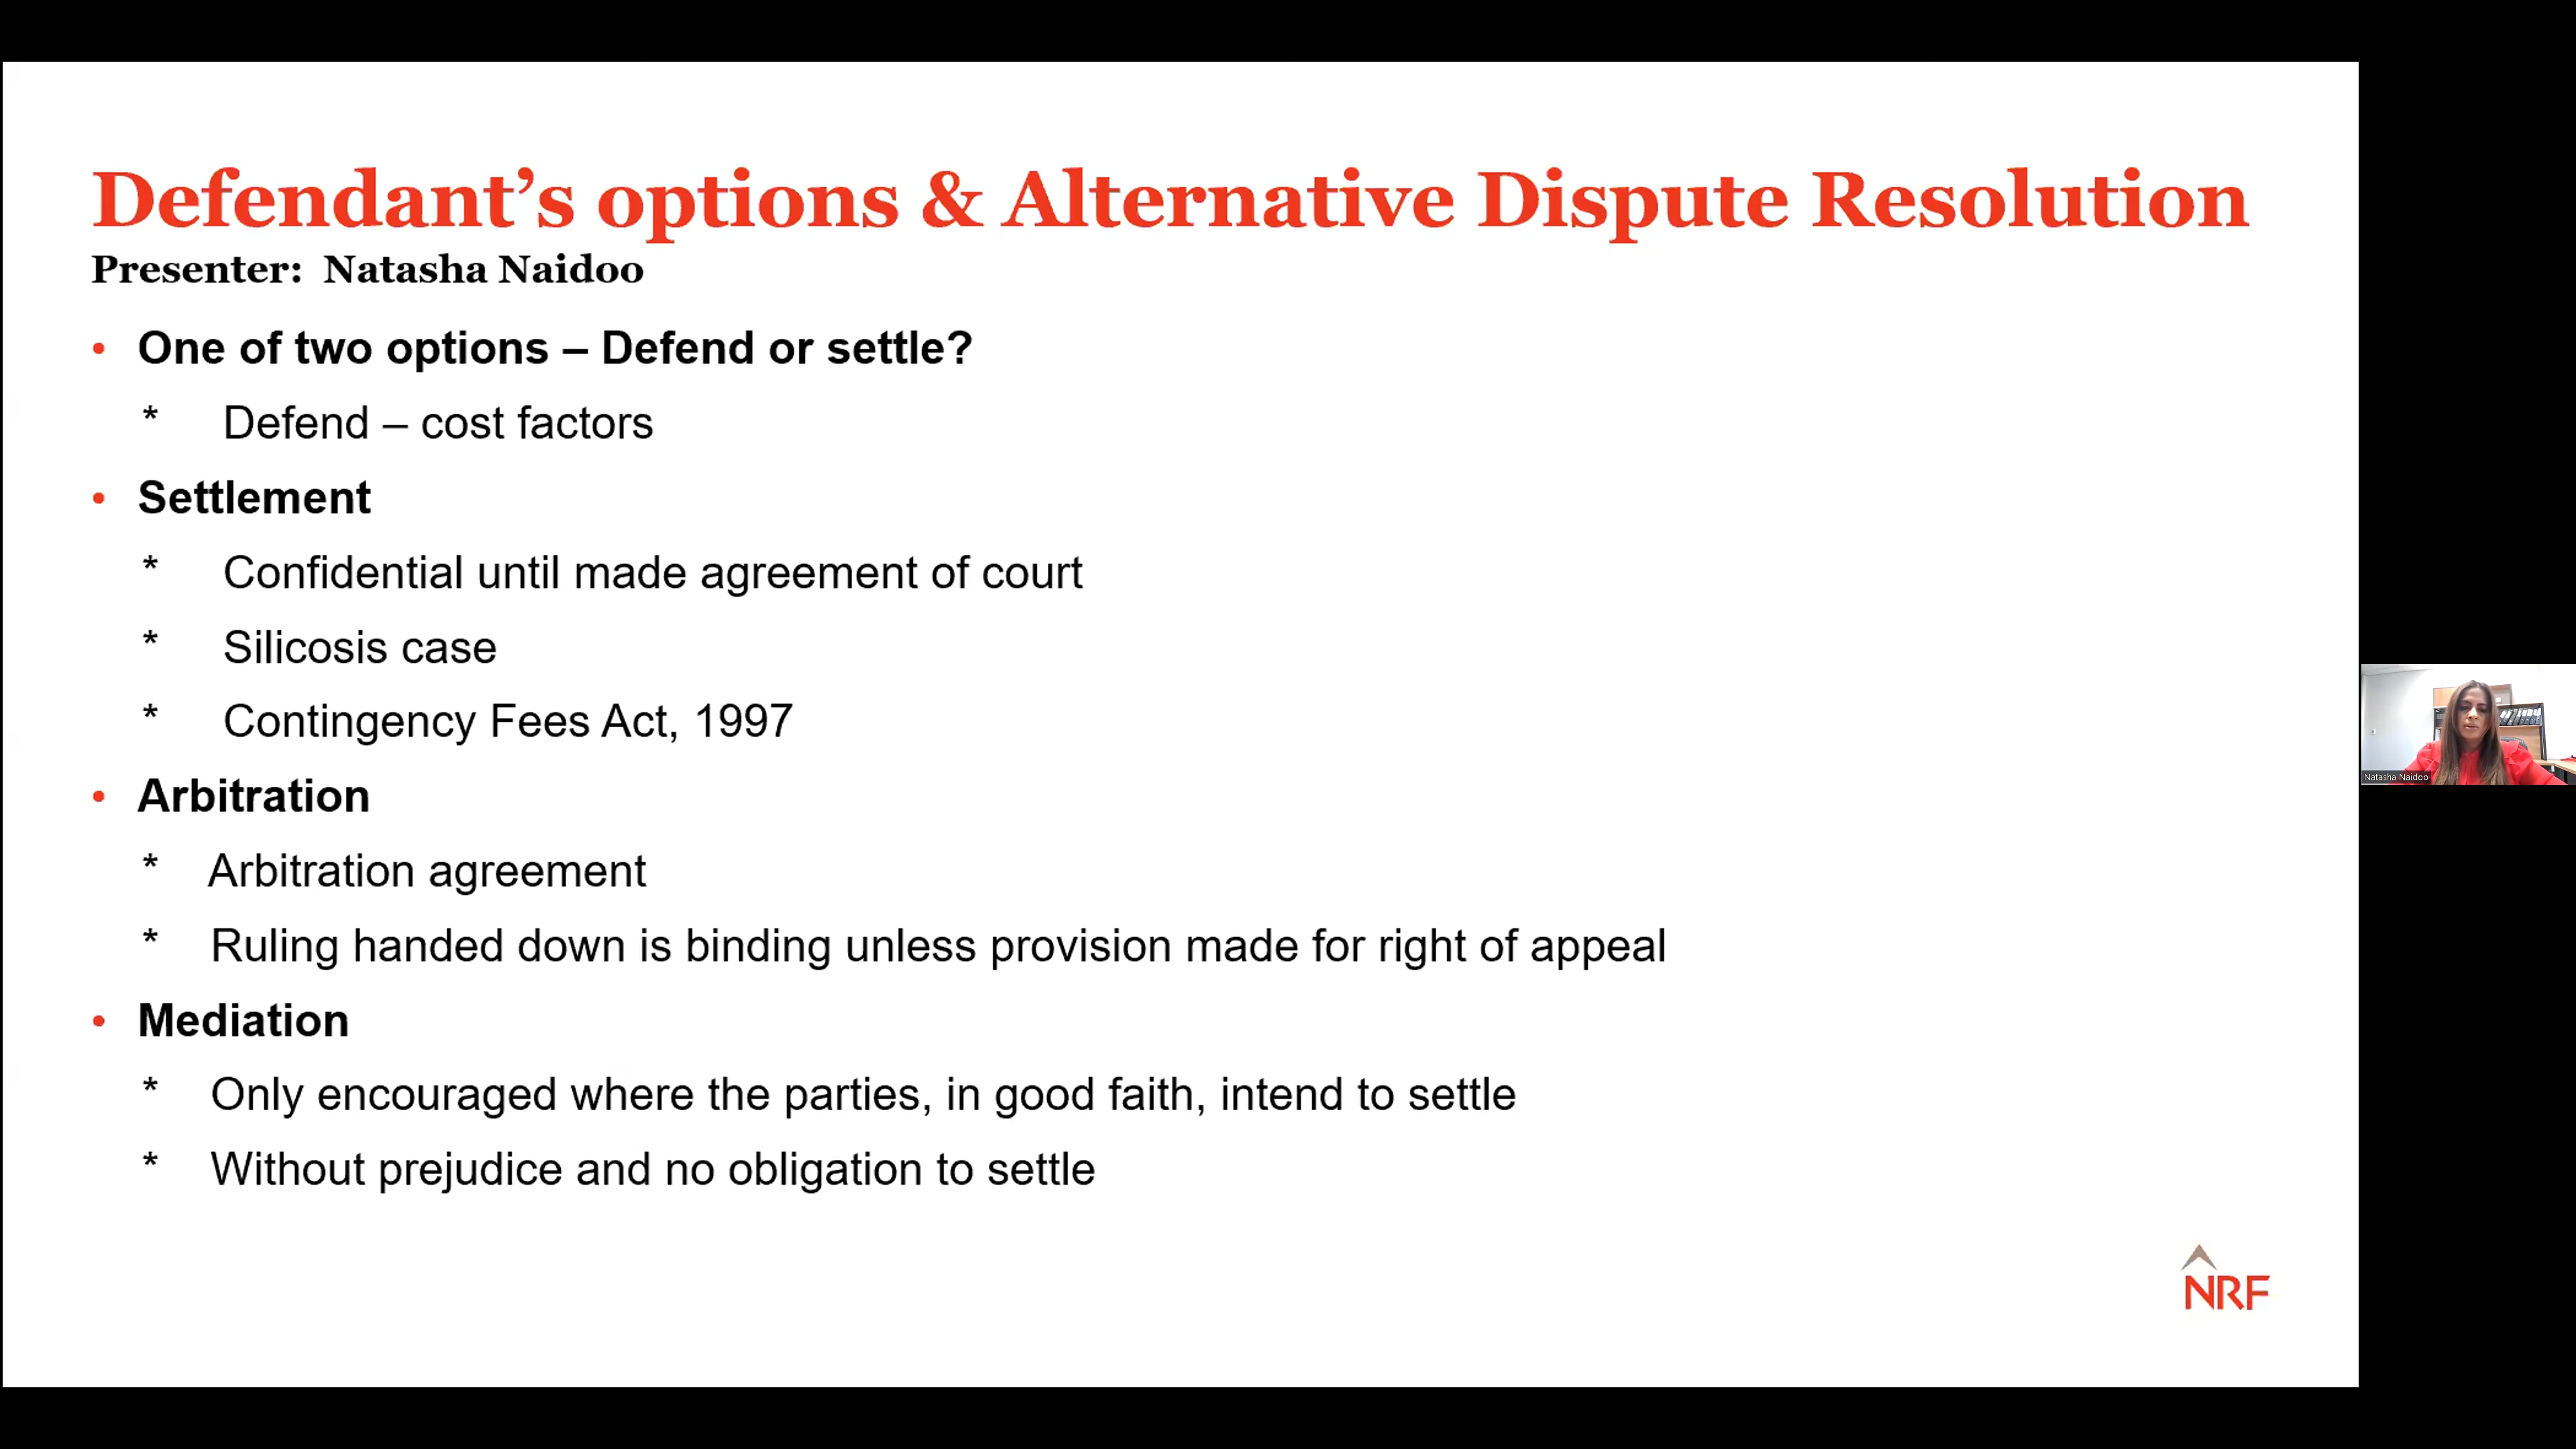 Defendant’s options & Alternative Dispute Resolution
Presenter: Natasha Naidoo
• One of two options – Defend or settle?
* Defend – cost factors
• Settlement
* Confidential until made agreement of court
* Silicosis case
* Contingency Fees Act, 1997
• Arbitration
* Arbitration agreement
* Ruling handed down is binding unless provision made for right of appeal
• Mediation
* Only encouraged where the parties, in good faith, intend to settle
* Without prejudice and no obligation to settle
NRF
Natasha Naidoo